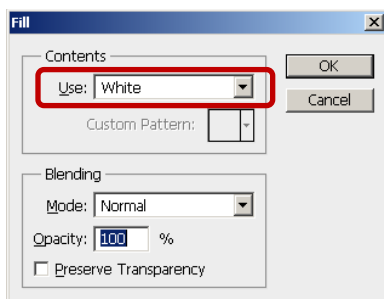 Fill
Contents
OK
Use: White
Cancel
Custom Pattern:
Blending
Mode: Normal
Opacity: 100 %
Preserve Transparency